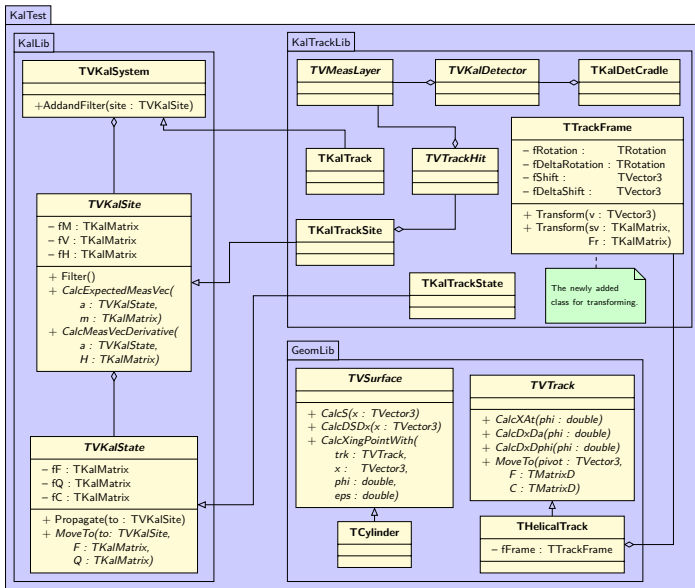 KalTest
KalLib
TVKalSystem
+AddandFilter(site : TVKalSite)
TVKalSite
− fM : TKalMatrix
− fV : TKalMatrix
− fH : TKalMatrix
+ Filter()
+ CalcExpectedMeasVec(
a : TVKalState,
m : TKalMatrix)
+ CalcMeasVecDerivative(
a : TVKalState,
H : TKalMatrix)
TVKalState
− fF : TKalMatrix
− fQ : TKalMatrix
− fC : TKalMatrix
+ Propagate(to : TVKalSite)
+ MoveTo(to: TVKalSite,
F : TKalMatrix,
Q : TKalMatrix)
KalTrackLib
TVMeasLayer
TVKalDetector
TKalDetCradle
TKalTrack
TVTrackHit
TTrackFrame
− fRotation : TRotation
− fDeltaRotation : TRotation
− fShift : TVector3
− fDeltaShift : TVector3
+ Transform(v : TVector3)
+ Transform(sv : TKalMatrix,
Fr : TKalMatrix)
TKalTrackSite
TKalTrackState
The newly added
class for transforming.
GeomLib
TVSurface
+ CalcS(x : TVector3)
+ CalcDSDx(x : TVector3)
+ CalcXingPointWith(
trk : TVTrack,
x : TVector3,
phi : double,
eps : double)
TCylinder
TVTrack
+ CalcXAt(phi : double)
+ CalcDxDa(phi : double)
+ CalcDxDphi(phi : double)
+ MoveTo(pivot : TVector3,
F : TMatrixD
C : TMatrixD)
THelicalTrack
− fFrame : TTrackFrame